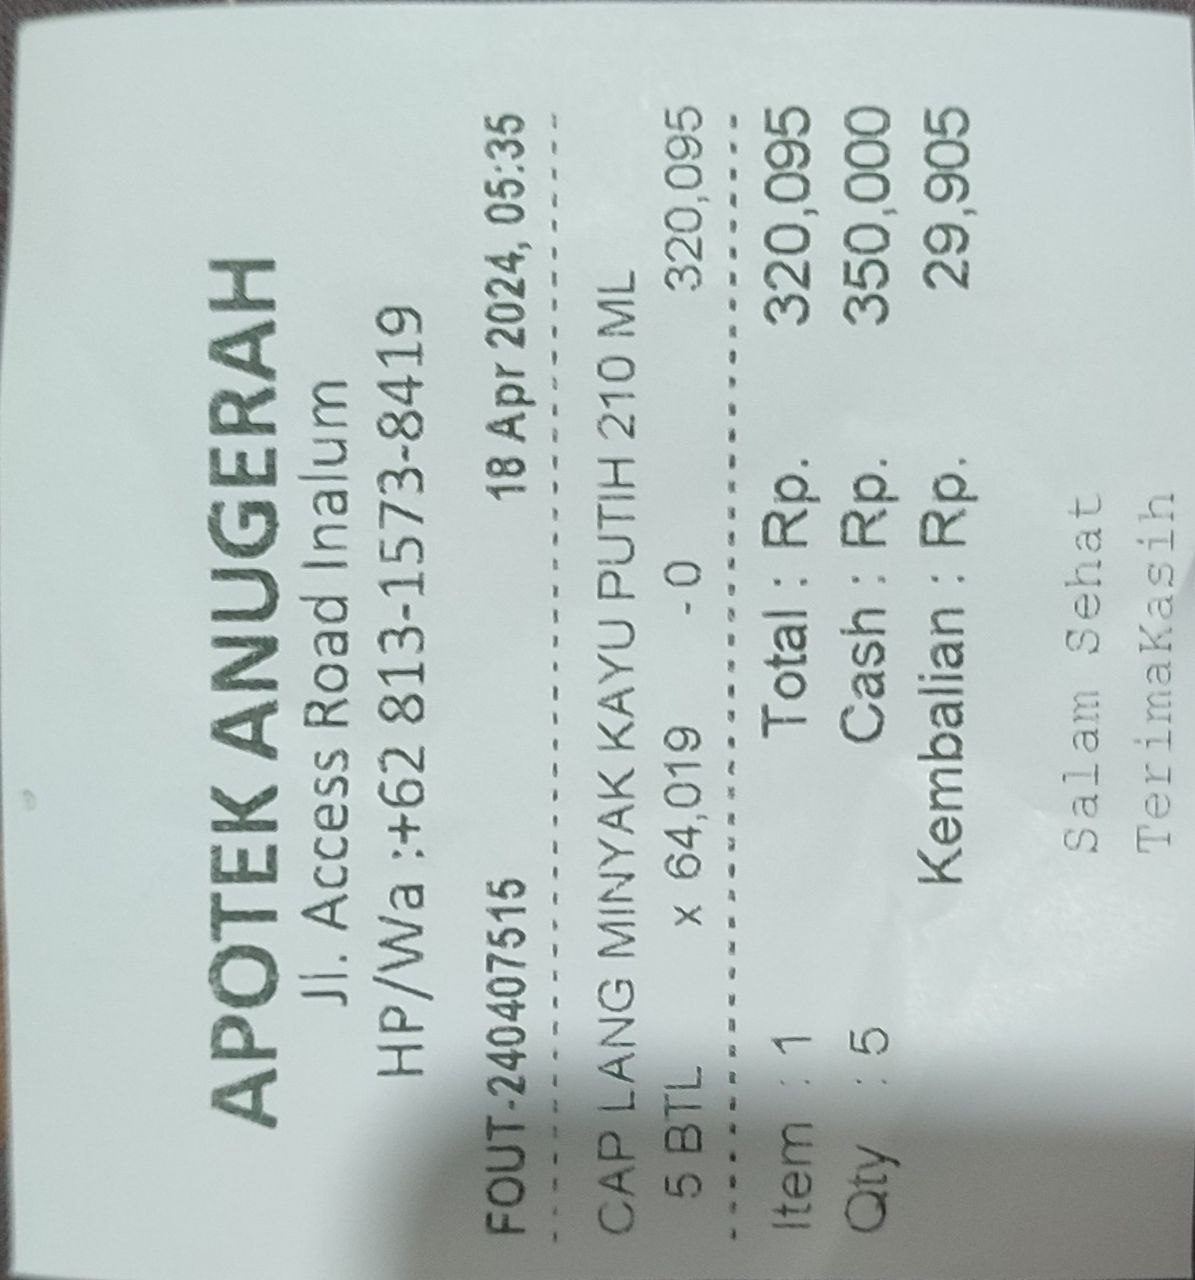 APOTEK ANUGERAH
Jl. Access Road Inalum
HP/Wa :+62 813-1573-8419
FOUT-240407515 18 Apr 2024, 05:35
CAP LANG MINYAK KAYU PUTIH 210 ML
5 BTL x 64,019 - 0 320,095
Item : 1 Total : Rp. 320,095
Qty : 5 Cash : Rp. 350,000
Kembalian : Rp. 29,905
Salam Sehat
TerimaKasih